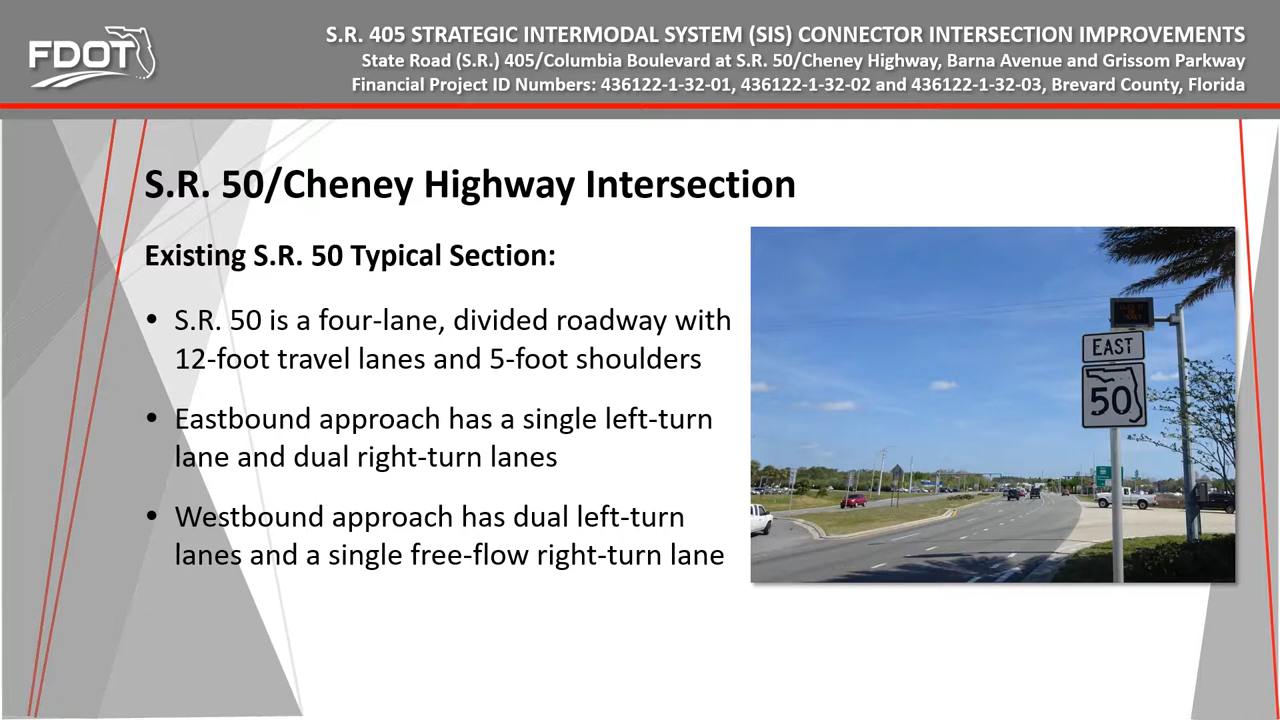 FDOT
S.R. 405 STRATEGIC INTERMODAL SYSTEM (SIS) CONNECTOR INTERSECTION IMPROVEMENTS
State Road (S.R.) 405/Columbia Boulevard at S.R. 50/Cheney Highway, Barna Avenue and Grissom Parkway
Financial Project ID Numbers: 436122-1-32-01, 436122-1-32-02 and 436122-1-32-03, Brevard County, Florida
S.R. 50/Cheney Highway Intersection
Existing S.R. 50 Typical Section:
• S.R. 50 is a four-lane, divided roadway with
12-foot travel lanes and 5-foot shoulders
• Eastbound approach has a single left-turn
lane and dual right-turn lanes
• Westbound approach has dual left-turn
lanes and a single free-flow right-turn lane
EAST
50